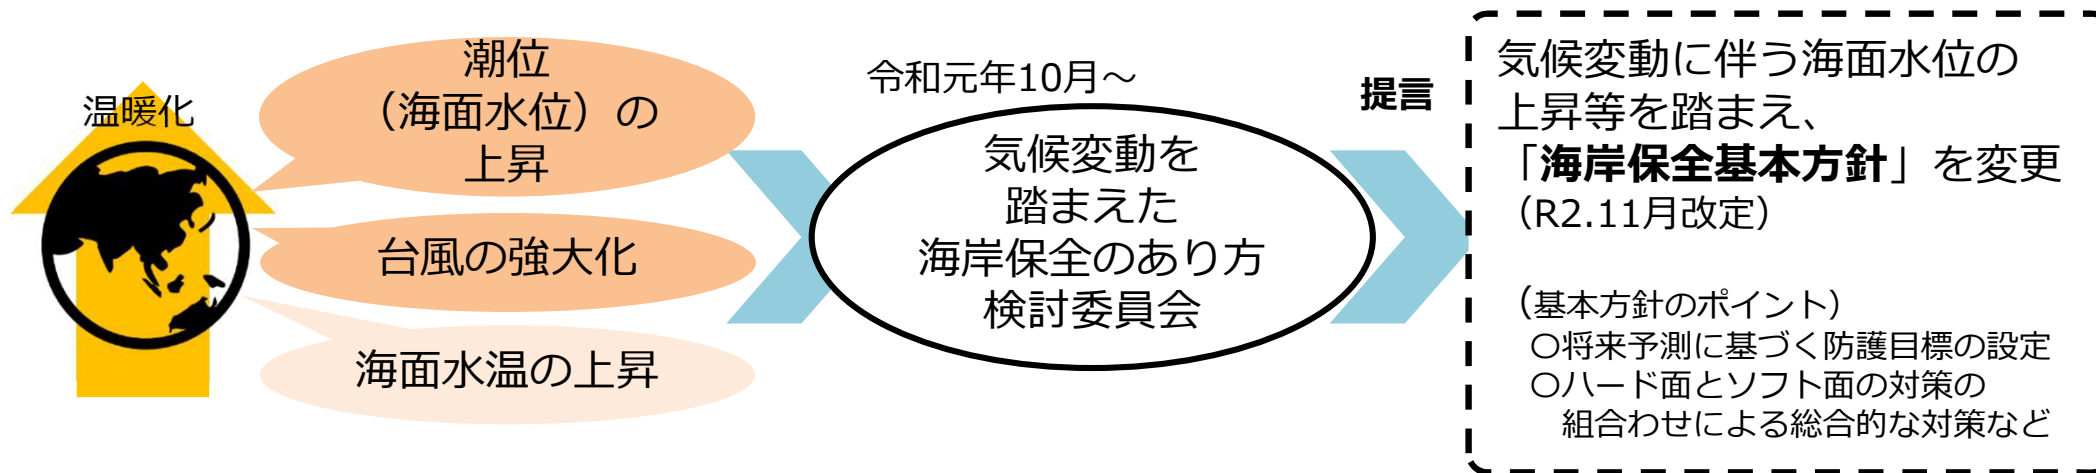 温暖化
潮位
（海面水位）の
上昇
台風の強大化
海面水温の上昇
令和元年10月～
気候変動を
踏まえた
海岸保全のあり方
検討委員会
提言
気候変動に伴う海面水位の
上昇等を踏まえ、
「海岸保全基本方針」を変更
（R2.11月改定）
（基本方針のポイント）
〇将来予測に基づく防護目標の設定
〇ハード面とソフト面の対策の
組合わせによる総合的な対策など